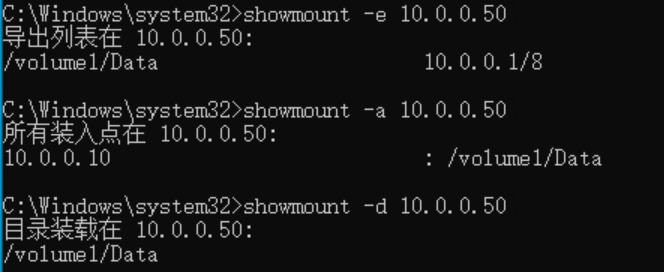 C:\Windows\system32>showmount -e 10.0.0.50
导出列表在 10.0.0.50:
/volume1/Data                      10.0.0.1/8
C:\Windows\system32>showmount -a 10.0.0.50
所有装入点在 10.0.0.50:
10.0.0.10                          : /volume1/Data
C:\Windows\system32>showmount -d 10.0.0.50
目录装载在 10.0.0.50:
/volume1/Data